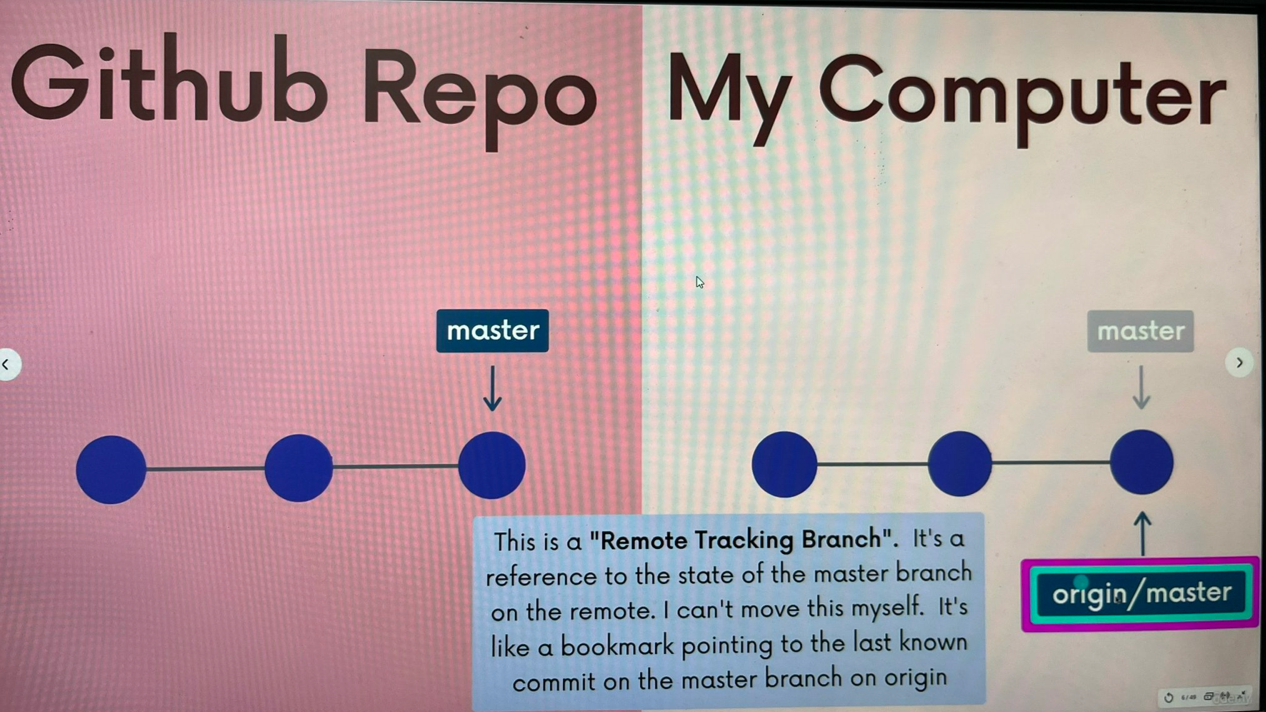 Github Repo
My Computer
master
master
This is a "Remote Tracking Branch". It's a
reference to the state of the master branch
on the remote. I can't move this myself. It's
like a bookmark pointing to the last known
commit on the master branch on origin
origin/master